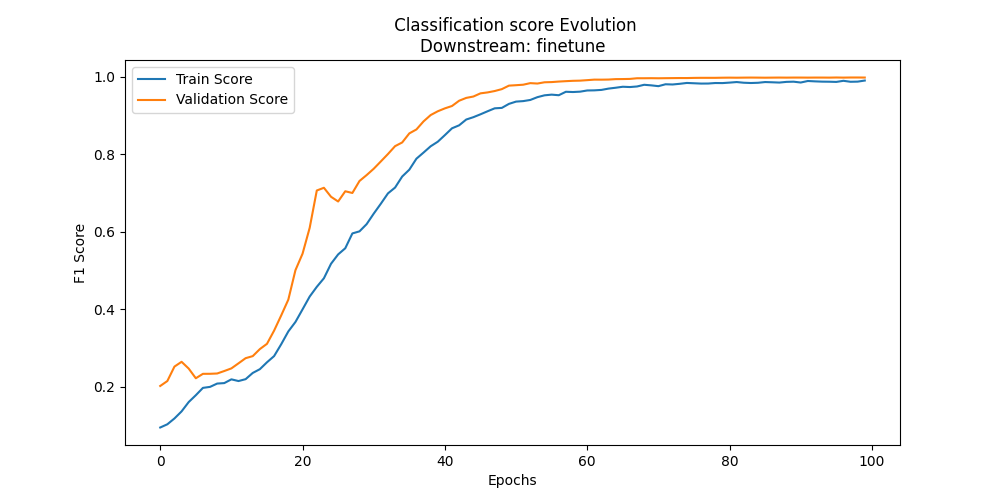 Classification score Evolution
Downstream: finetune
Train Score
Validation Score
F1 Score
1.0
0.8
0.6
0.4
0.2
0
20
40
60
80
100
Epochs